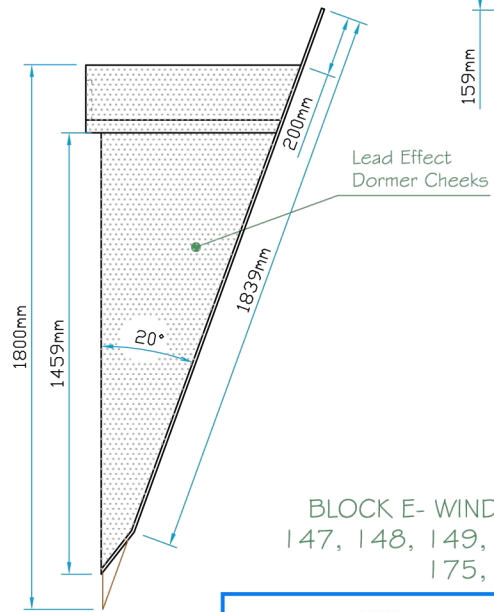 159mm
200mm
Lead Effect
Dormer Cheeks
1839mm
1800mm
1459mm
20°
BLOCK E- WIND
147, 148, 149,
175,